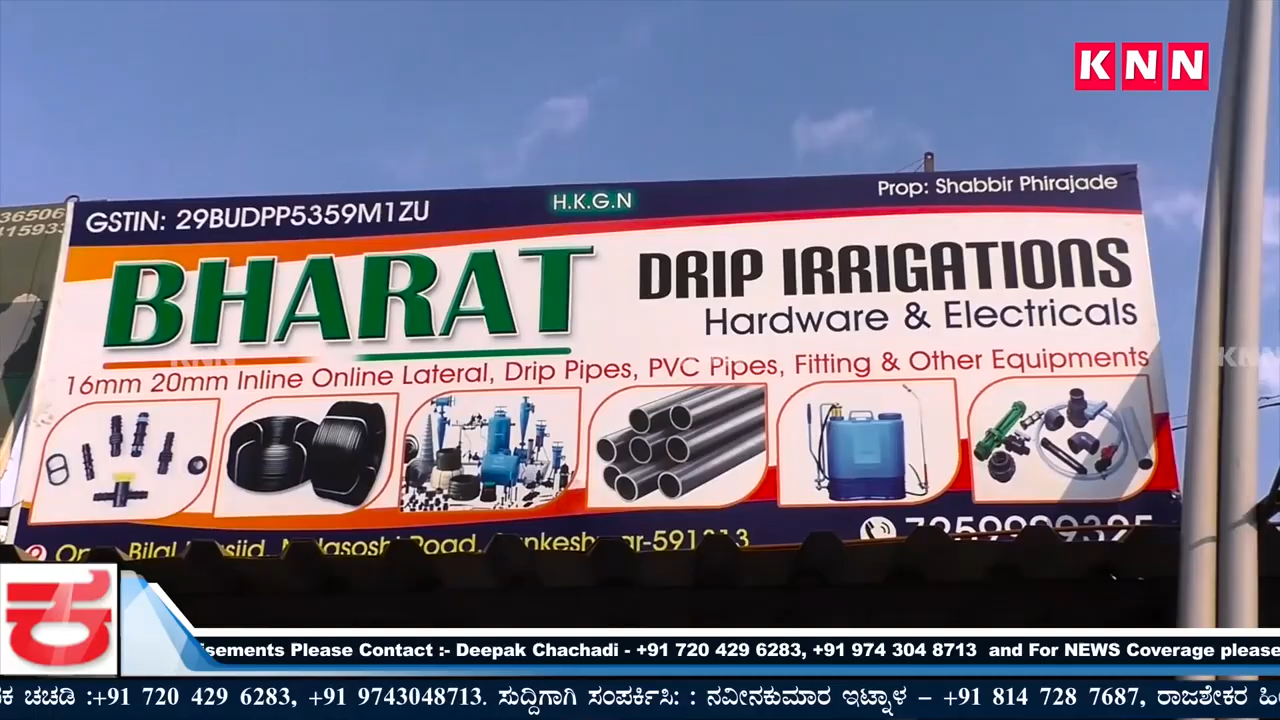 KNN
GSTIN: 29BUDPP5359M1ZU
H.K.G.N
Prop: Shabbir Phirajade
BHARAT
DRIP IRRIGATIONS
Hardware & Electricals
16mm 20mm Inline Online Lateral, Drip Pipes, PVC Pipes, Fitting & Other Equipments
Road,
KNN
KNN
ಕ
isements Please Contact :- Deepak Chachadi - +91 720 429 6283, +91 974 304 8713 and For NEWS Coverage please
ಚಚಡಿ :+91 720 429 6283, +91 9743048713. ಸುದ್ದಿಗಾಗಿ ಸಂಪರ್ಕಿಸಿ: : ನವೀನಕುಮಾರ ಇಟ್ನಾಳ – +91 814 728 7687, ರಾಜಶೇಕರ